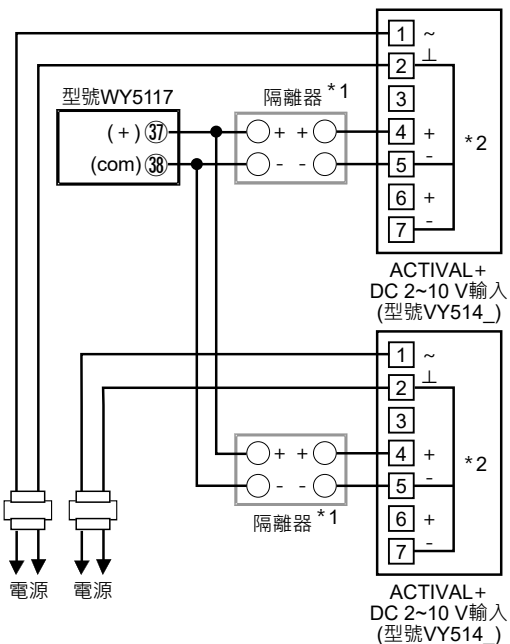 型號WY5117
(+) ㊲
(com) ㊳
隔離器 *1
+ +
- -
1 ~
2 ⊥
3
4 +
5 -
6 +
7 -
*2
ACTIVAL+
DC 2~10 V輸入
(型號VY514_)
1 ~
2 ⊥
3
4 +
5 -
6 +
7 -
*2
+ +
- -
隔離器 *1
電源
電源
ACTIVAL+
DC 2~10 V輸入
(型號VY514_)